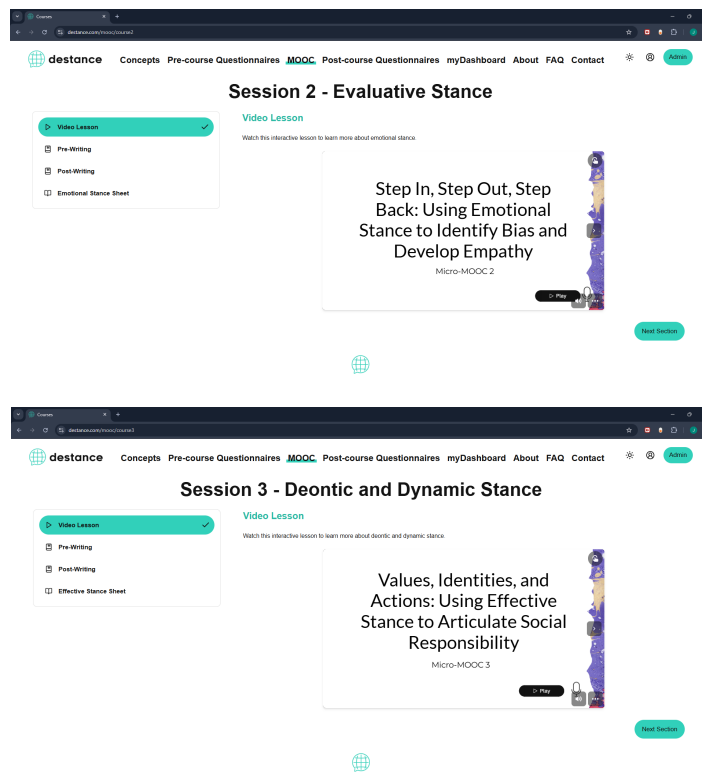 Courses
destance.com/mooc/course2
destance
Concepts Pre-course Questionnaires MOOC Post-course Questionnaires myDashboard About FAQ Contact
Admin
Session 2 - Evaluative Stance
Video Lesson
Pre-Writing
Post-Writing
Emotional Stance Sheet
Video Lesson
Watch this interactive lesson to learn more about emotional stance.
Step In, Step Out, Step
Back: Using Emotional
Stance to Identify Bias and
Develop Empathy
Micro-MOOC 2
Play
Next Section
Courses
destance.com/mooc/course3
destance
Concepts Pre-course Questionnaires MOOC Post-course Questionnaires myDashboard About FAQ Contact
Admin
Session 3 - Deontic and Dynamic Stance
Video Lesson
Pre-Writing
Post-Writing
Effective Stance Sheet
Video Lesson
Watch this interactive lesson to learn more about deontic and dynamic stance.
Values, Identities, and
Actions: Using Effective
Stance to Articulate Social
Responsibility
Micro-MOOC 3
Play
Next Section